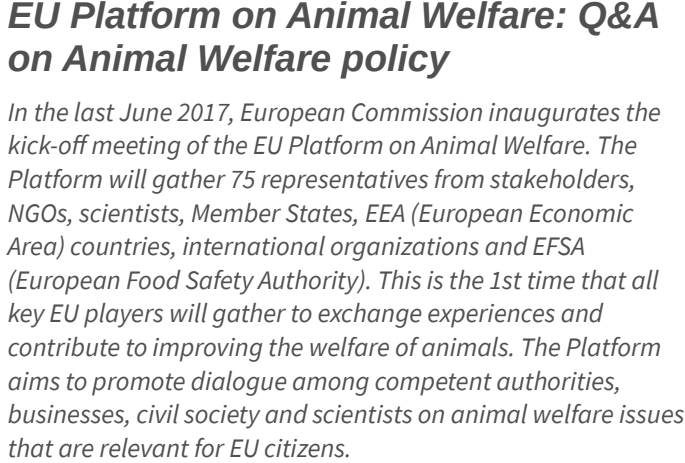 EU Platform on Animal Welfare: Q&A
on Animal Welfare policy
In the last June 2017, European Commission inaugurates the
kick-off meeting of the EU Platform on Animal Welfare. The
Platform will gather 75 representatives from stakeholders,
NGOs, scientists, Member States, EEA (European Economic
Area) countries, international organizations and EFSA
(European Food Safety Authority). This is the 1st time that all
key EU players will gather to exchange experiences and
contribute to improving the welfare of animals. The Platform
aims to promote dialogue among competent authorities,
businesses, civil society and scientists on animal welfare issues
that are relevant for EU citizens.